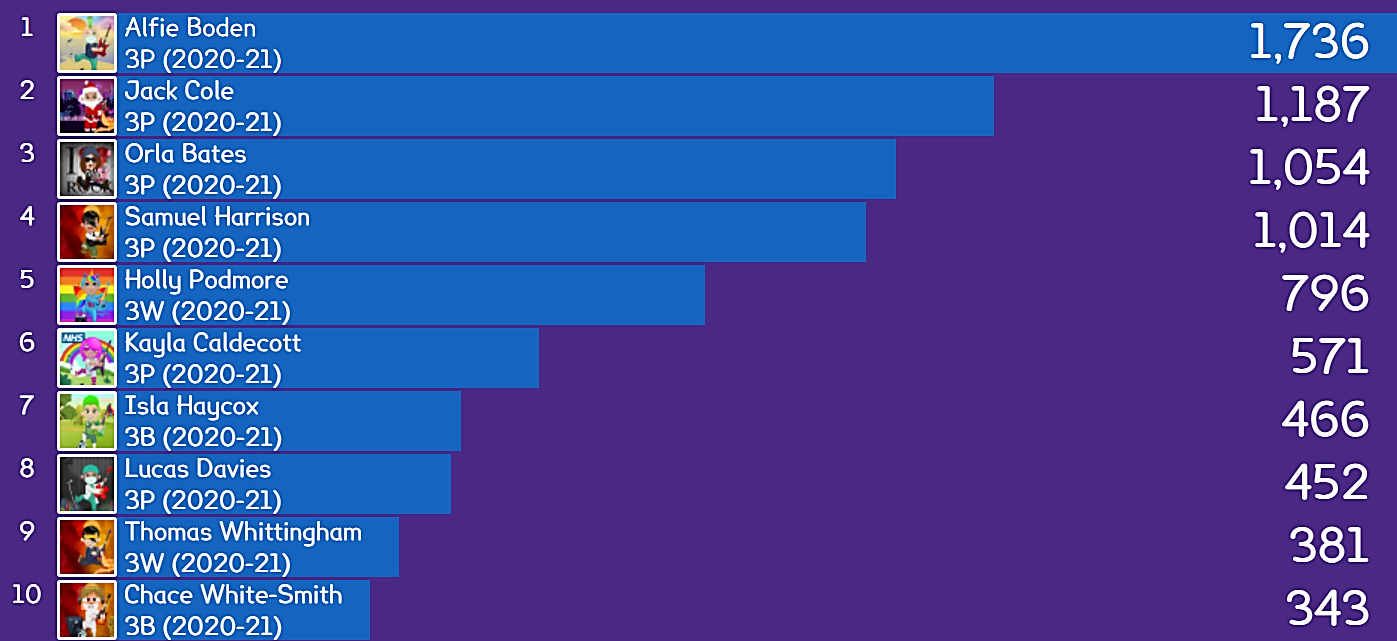 1
Alfie Boden
3P (2020-21)
1,736
2
Jack Cole
3P (2020-21)
1,187
3
Orla Bates
3P (2020-21)
1,054
I
ROCK
4
Samuel Harrison
3P (2020-21)
1,014
5
Holly Podmore
3W (2020-21)
796
6
NHS
Kayla Caldecott
3P (2020-21)
571
7
Isla Haycox
3B (2020-21)
466
8
Lucas Davies
3P (2020-21)
452
9
Thomas Whittingham
3W (2020-21)
381
10
Chace White-Smith
3B (2020-21)
343